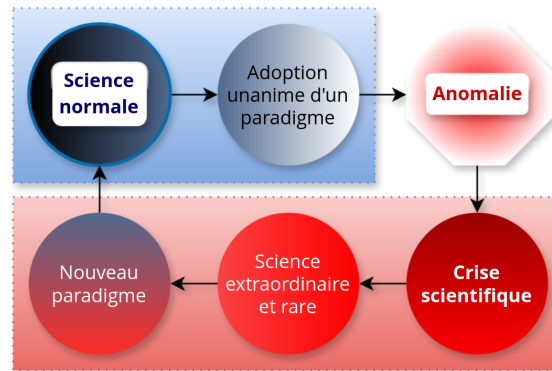 Science
normale
Adoption
unanime d'un
paradigme
Anomalie
Nouveau
paradigme
Science
extraordinaire
et rare
Crise
scientifique